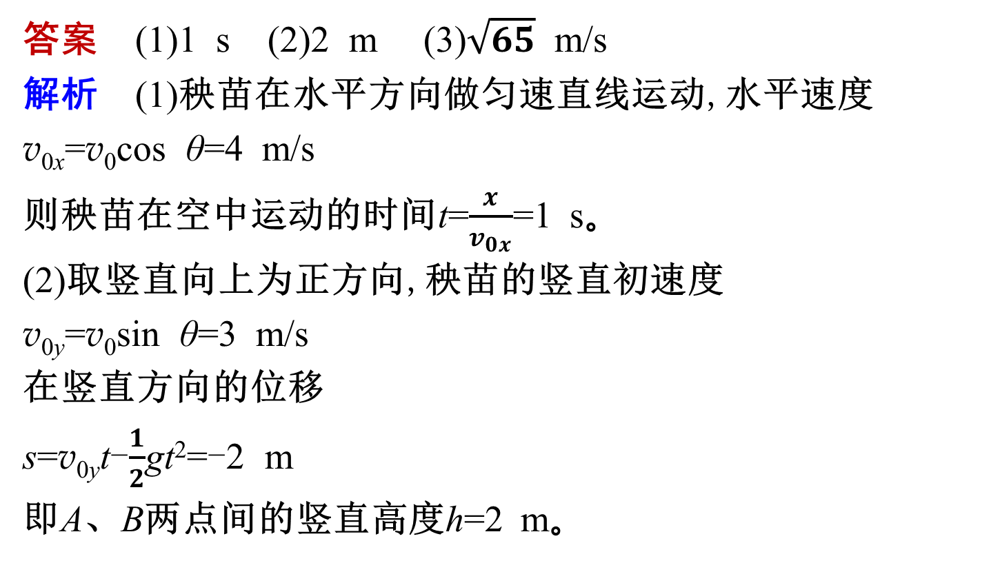 答案 (1)1 s (2)2 m (3)√65 m/s
解析 (1)秧苗在水平方向做匀速直线运动,水平速度
v₀ₓ=v₀cos θ=4 m/s
则秧苗在空中运动的时间t=x/v₀ₓ=1 s。
(2)取竖直向上为正方向,秧苗的竖直初速度
v₀y=v₀sin θ=3 m/s
在竖直方向的位移
s=v₀yt−1/2gt²=−2 m
即A、B两点间的竖直高度h=2 m。